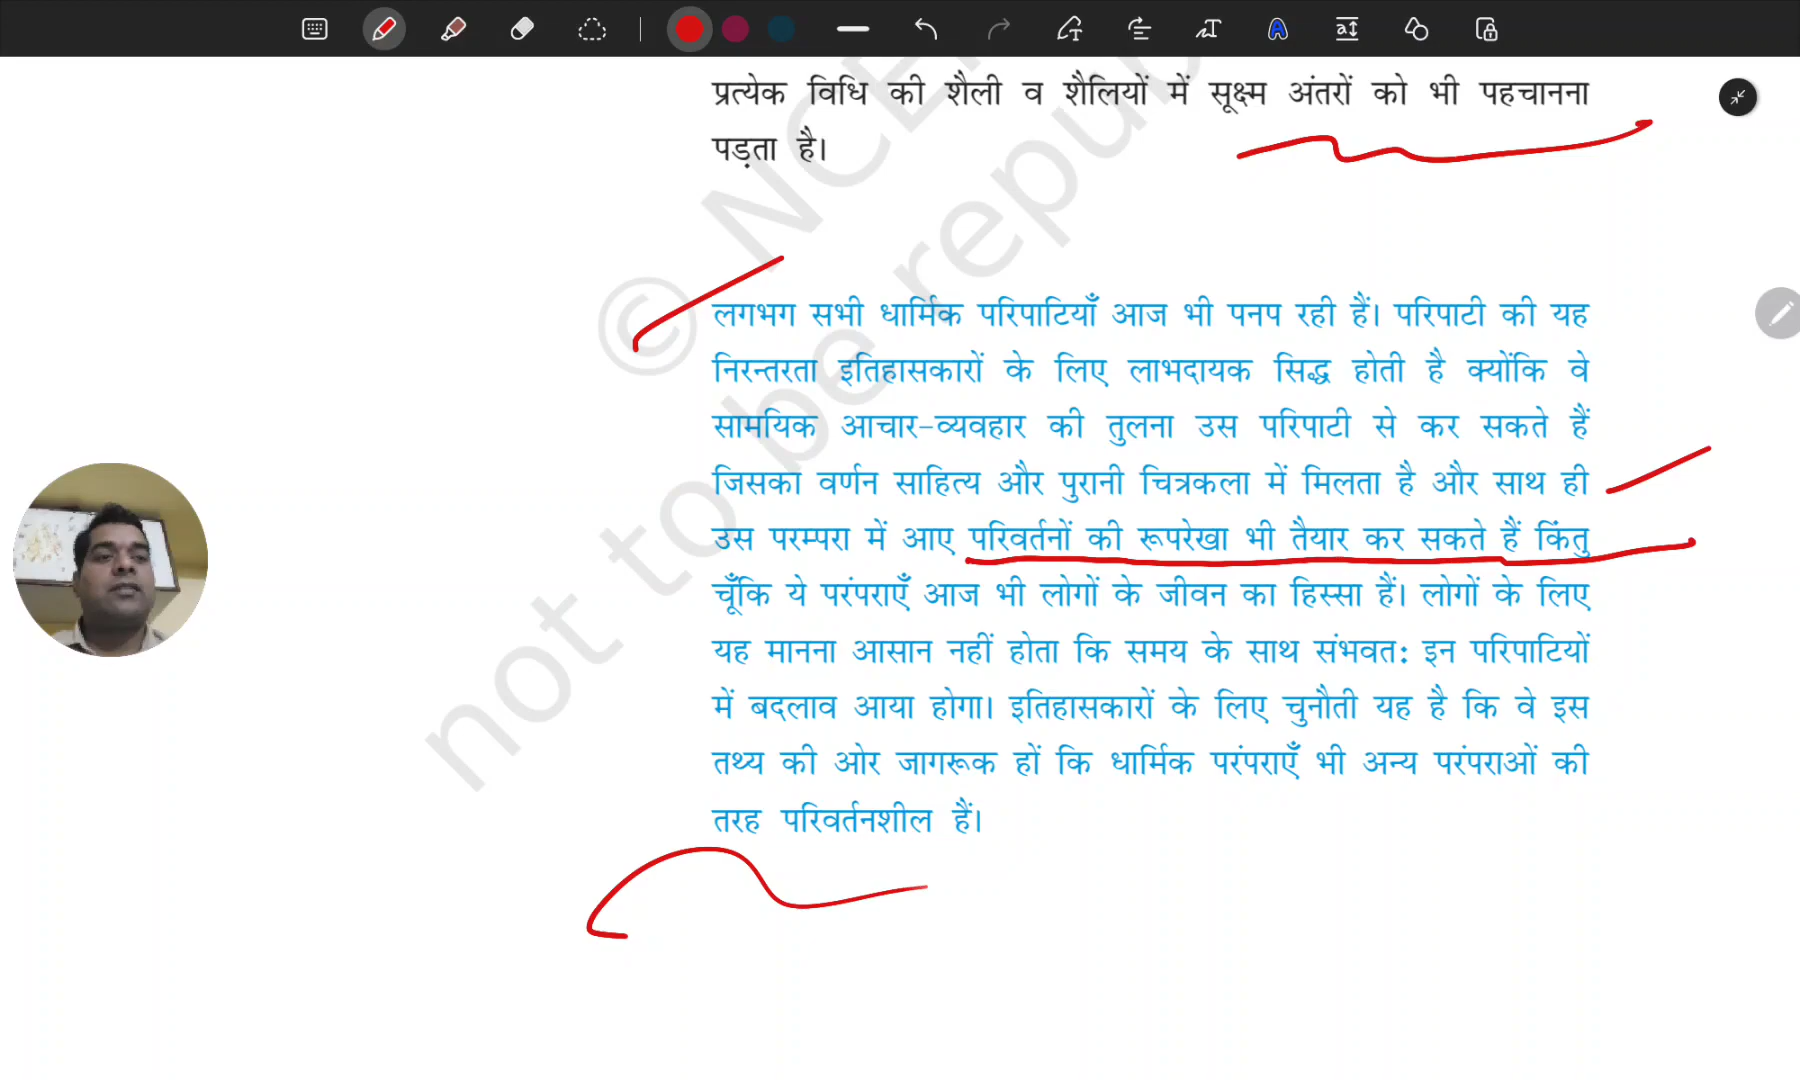 प्रत्येक विधि की शैली व शैलियों में सूक्ष्म अंतरों को भी पहचानना
पड़ता है।
लगभग सभी धार्मिक परिपाटियाँ आज भी पनप रही हैं। परिपाटी की यह
निरन्तरता इतिहासकारों के लिए लाभदायक सिद्ध होती है क्योंकि वे
सामयिक आचार-व्यवहार की तुलना उस परिपाटी से कर सकते हैं
जिसका वर्णन साहित्य और पुरानी चित्रकला में मिलता है और साथ ही
उस परम्परा में आए परिवर्तनों की रूपरेखा भी तैयार कर सकते हैं किंतु
चूँकि ये परंपराएँ आज भी लोगों के जीवन का हिस्सा हैं। लोगों के लिए
यह मानना आसान नहीं होता कि समय के साथ संभवत: इन परिपाटियों
में बदलाव आया होगा। इतिहासकारों के लिए चुनौती यह है कि वे इस
तथ्य की ओर जागरूक हों कि धार्मिक परंपराएँ भी अन्य परंपराओं की
तरह परिवर्तनशील हैं।
not to be
©